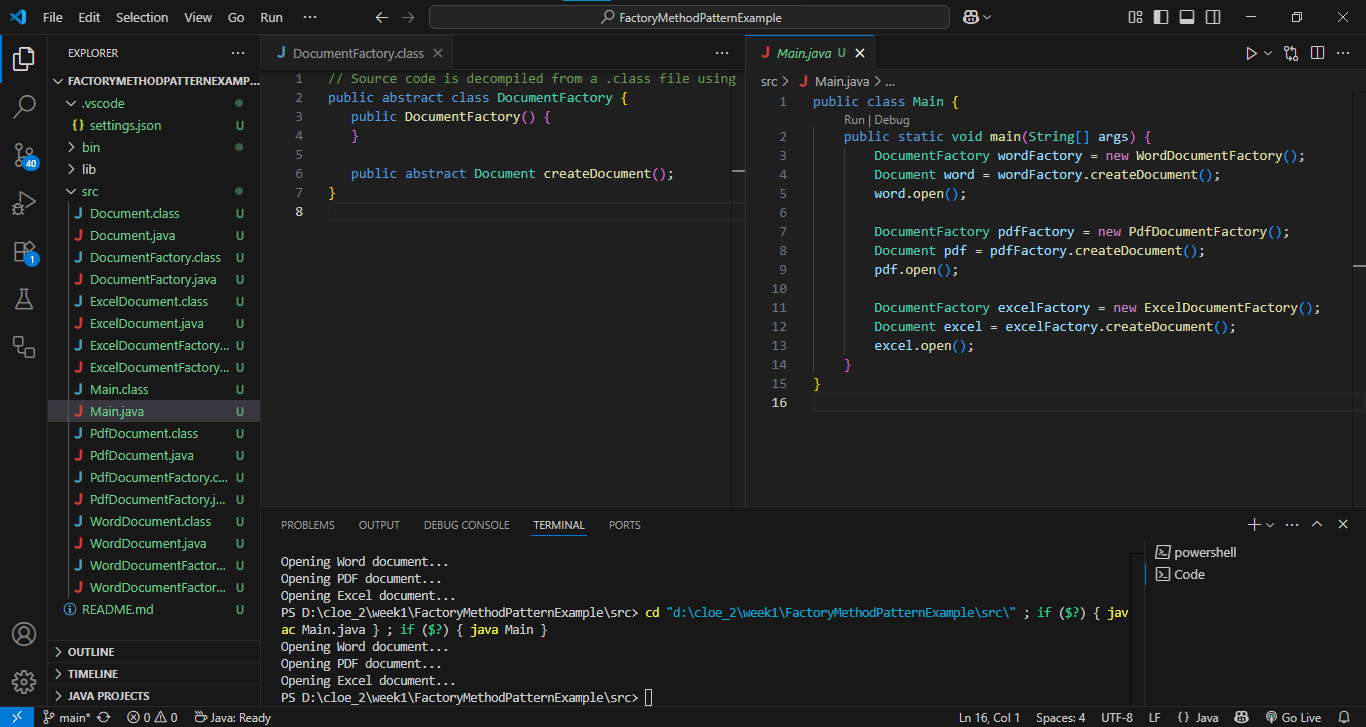 File Edit Selection View Go Run ··· FactoryMethodPatternExample
EXPLORER ···
FACTORYMETHODPATTERNEXAMP...
.vscode
{} settings.json U
bin
lib
src
J Document.class U
J Document.java U
J DocumentFactory.class U
J DocumentFactory.java U
J ExcelDocument.class U
J ExcelDocument.java U
J ExcelDocumentFactory... U
J ExcelDocumentFactory... U
J Main.class U
J Main.java U
J PdfDocument.class U
J PdfDocument.java U
J PdfDocumentFactory.c... U
J PdfDocumentFactory.j... U
J WordDocument.class U
J WordDocument.java U
J WordDocumentFactor... U
J WordDocumentFactor... U
README.md U
OUTLINE
TIMELINE
JAVA PROJECTS
40
1
J DocumentFactory.class ···
1 // Source code is decompiled from a .class file using
2 public abstract class DocumentFactory {
3 public DocumentFactory() {
4 }
5
6 public abstract Document createDocument();
7 }
8
J Main.java U ···
src > J Main.java > ...
1 public class Main {
Run | Debug
2 public static void main(String[] args) {
3 DocumentFactory wordFactory = new WordDocumentFactory();
4 Document word = wordFactory.createDocument();
5 word.open();
6
7 DocumentFactory pdfFactory = new PdfDocumentFactory();
8 Document pdf = pdfFactory.createDocument();
9 pdf.open();
10
11 DocumentFactory excelFactory = new ExcelDocumentFactory();
12 Document excel = excelFactory.createDocument();
13 excel.open();
14 }
15 }
16
PROBLEMS OUTPUT DEBUG CONSOLE TERMINAL PORTS
Opening Word document...
Opening PDF document...
Opening Excel document...
PS D:\cloe_2\week1\FactoryMethodPatternExample\src> cd "d:\cloe_2\week1\FactoryMethodPatternExample\src\" ; if ($?) { jav
ac Main.java } ; if ($?) { java Main }
Opening Word document...
Opening PDF document...
Opening Excel document...
PS D:\cloe_2\week1\FactoryMethodPatternExample\src>
powershell
Code
main* 0 0 Java: Ready Ln 16, Col 1 Spaces: 4 UTF-8 LF {} Java Go Live